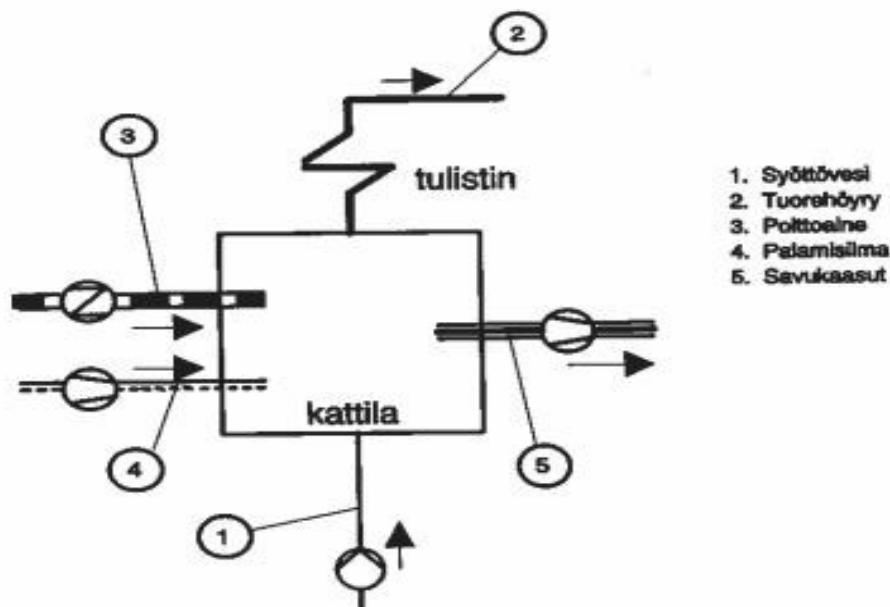 2
3
tulistin
1. Syöttövesi
2. Tuorehöyry
3. Polttoaine
4. Palamisilma
5. Savukaasut
kattila
4
5
1